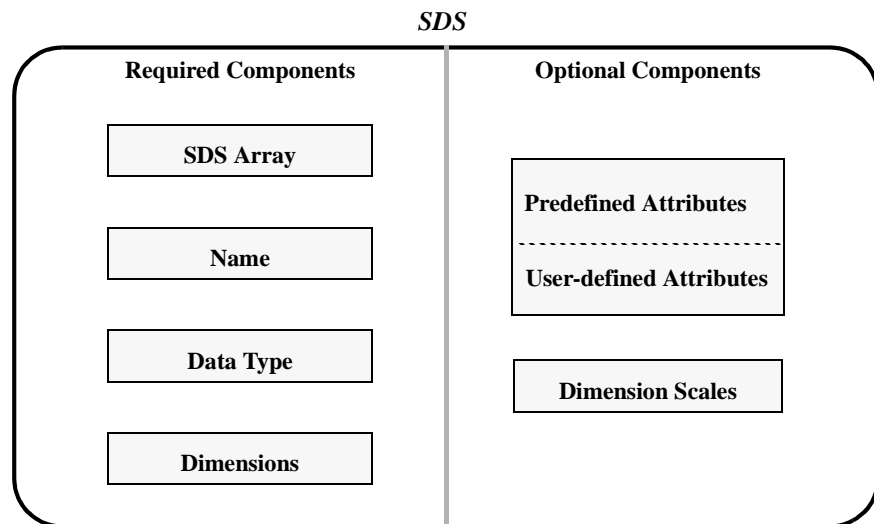 SDS
Required Components
SDS Array
Name
Data Type
Dimensions
Optional Components
Predefined Attributes
User-defined Attributes
Dimension Scales